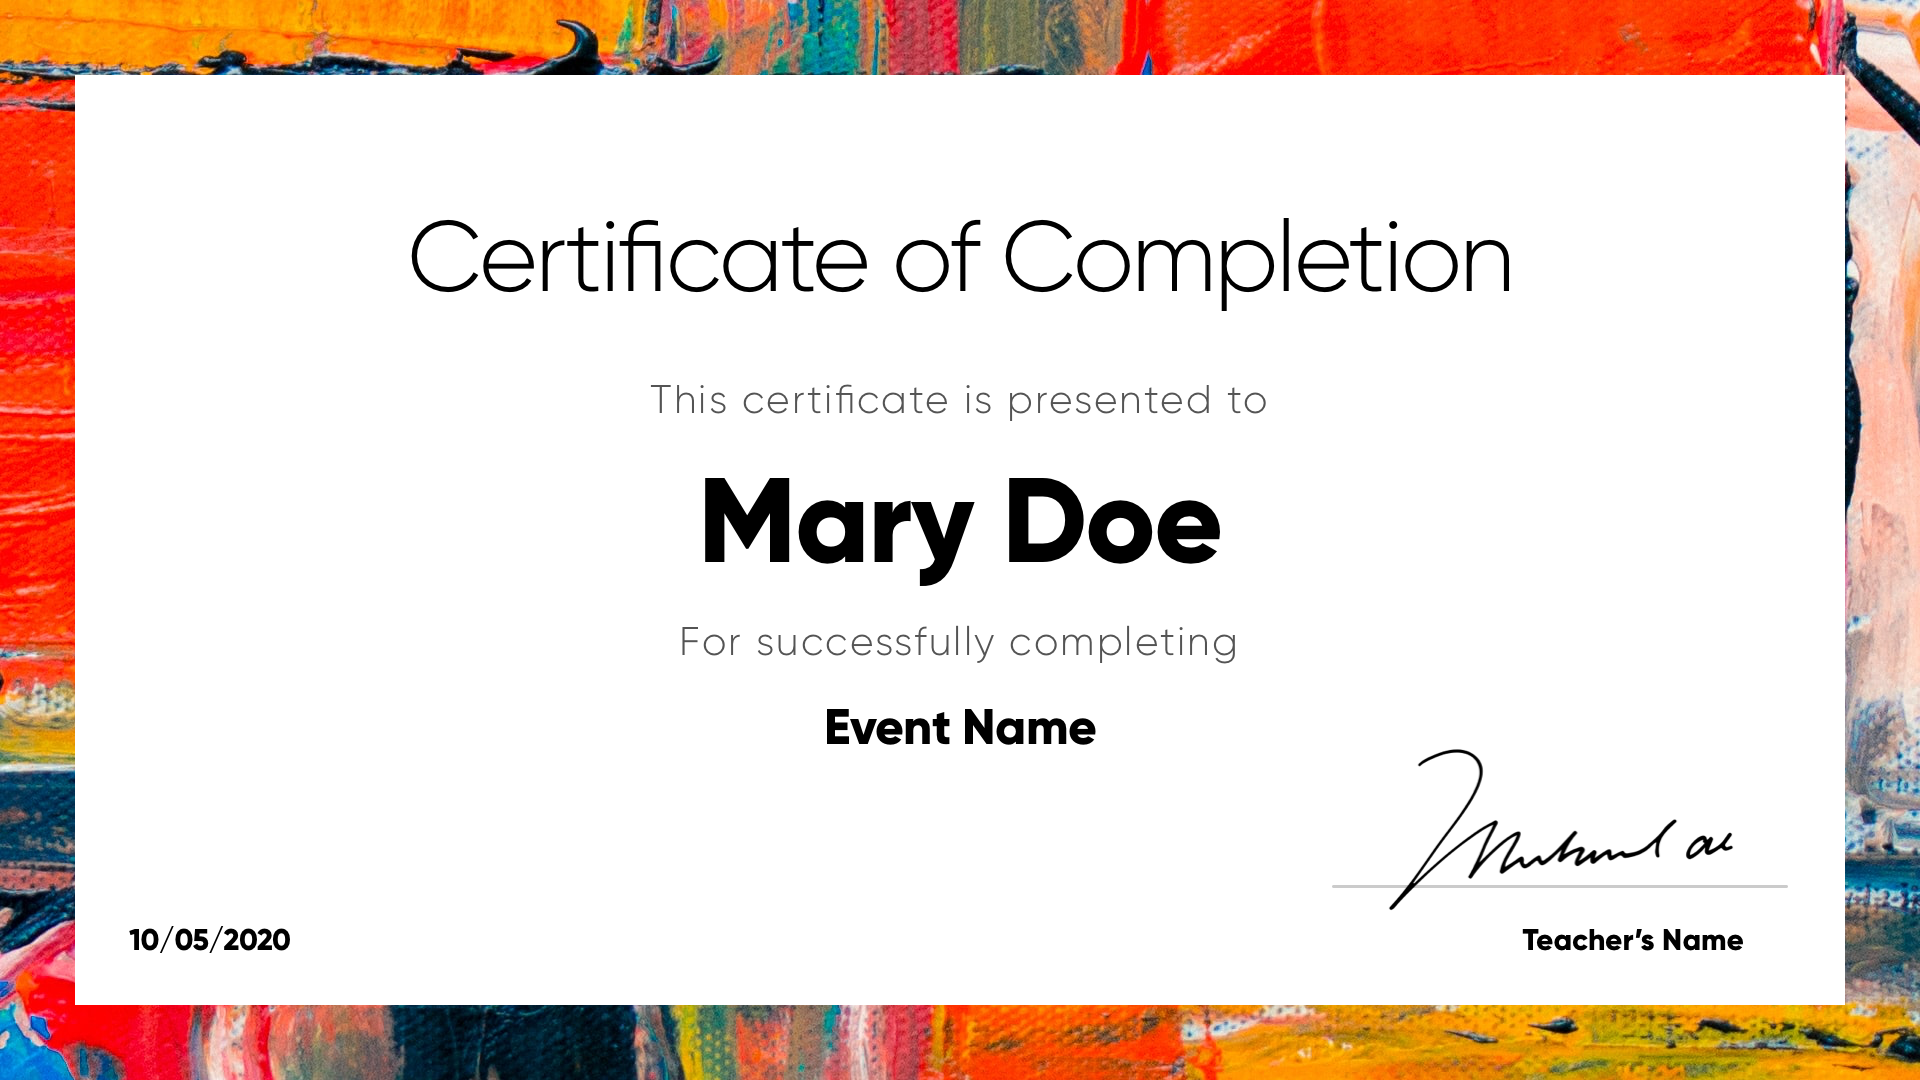 Certificate of Completion
This certificate is presented to
Mary Doe
For successfully completing
Event Name
10/05/2020
Teacher’s Name